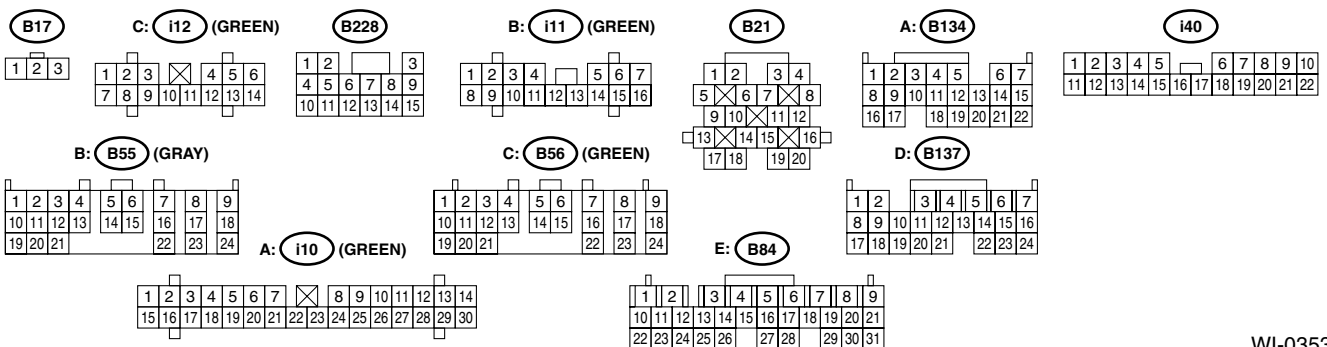 B17 C: i12 (GREEN) B228 B: i11 (GREEN) B21 A: B134 i40
1 2 3
1 2 3 4 5 6
7 8 9 10 11 12 13 14
1 2 3
4 5 6 7 8 9
10 11 12 13 14 15
1 2 3 4 5 6 7
8 9 10 11 12 13 14 15 16
1 2 3 4
5 6 7 8
9 10 11 12
13 14 15 16
17 18 19 20
1 2 3 4 5 6 7
8 9 10 11 12 13 14 15
16 17 18 19 20 21 22
1 2 3 4 5 6 7 8 9 10
11 12 13 14 15 16 17 18 19 20 21 22
B: B55 (GRAY) C: B56 (GREEN) D: B137
1 2 3 4 5 6 7 8 9
10 11 12 13 14 15 16 17 18
19 20 21 22 23 24
1 2 3 4 5 6 7 8 9
10 11 12 13 14 15 16 17 18
19 20 21 22 23 24
1 2 3 4 5 6 7
8 9 10 11 12 13 14 15 16
17 18 19 20 21 22 23 24
A: i10 (GREEN) E: B84
1 2 3 4 5 6 7 8 9 10 11 12 13 14
15 16 17 18 19 20 21 22 23 24 25 26 27 28 29 30
1 2 3 4 5 6 7 8 9
10 11 12 13 14 15 16 17 18 19 20 21
22 23 24 25 26 27 28 29 30 31